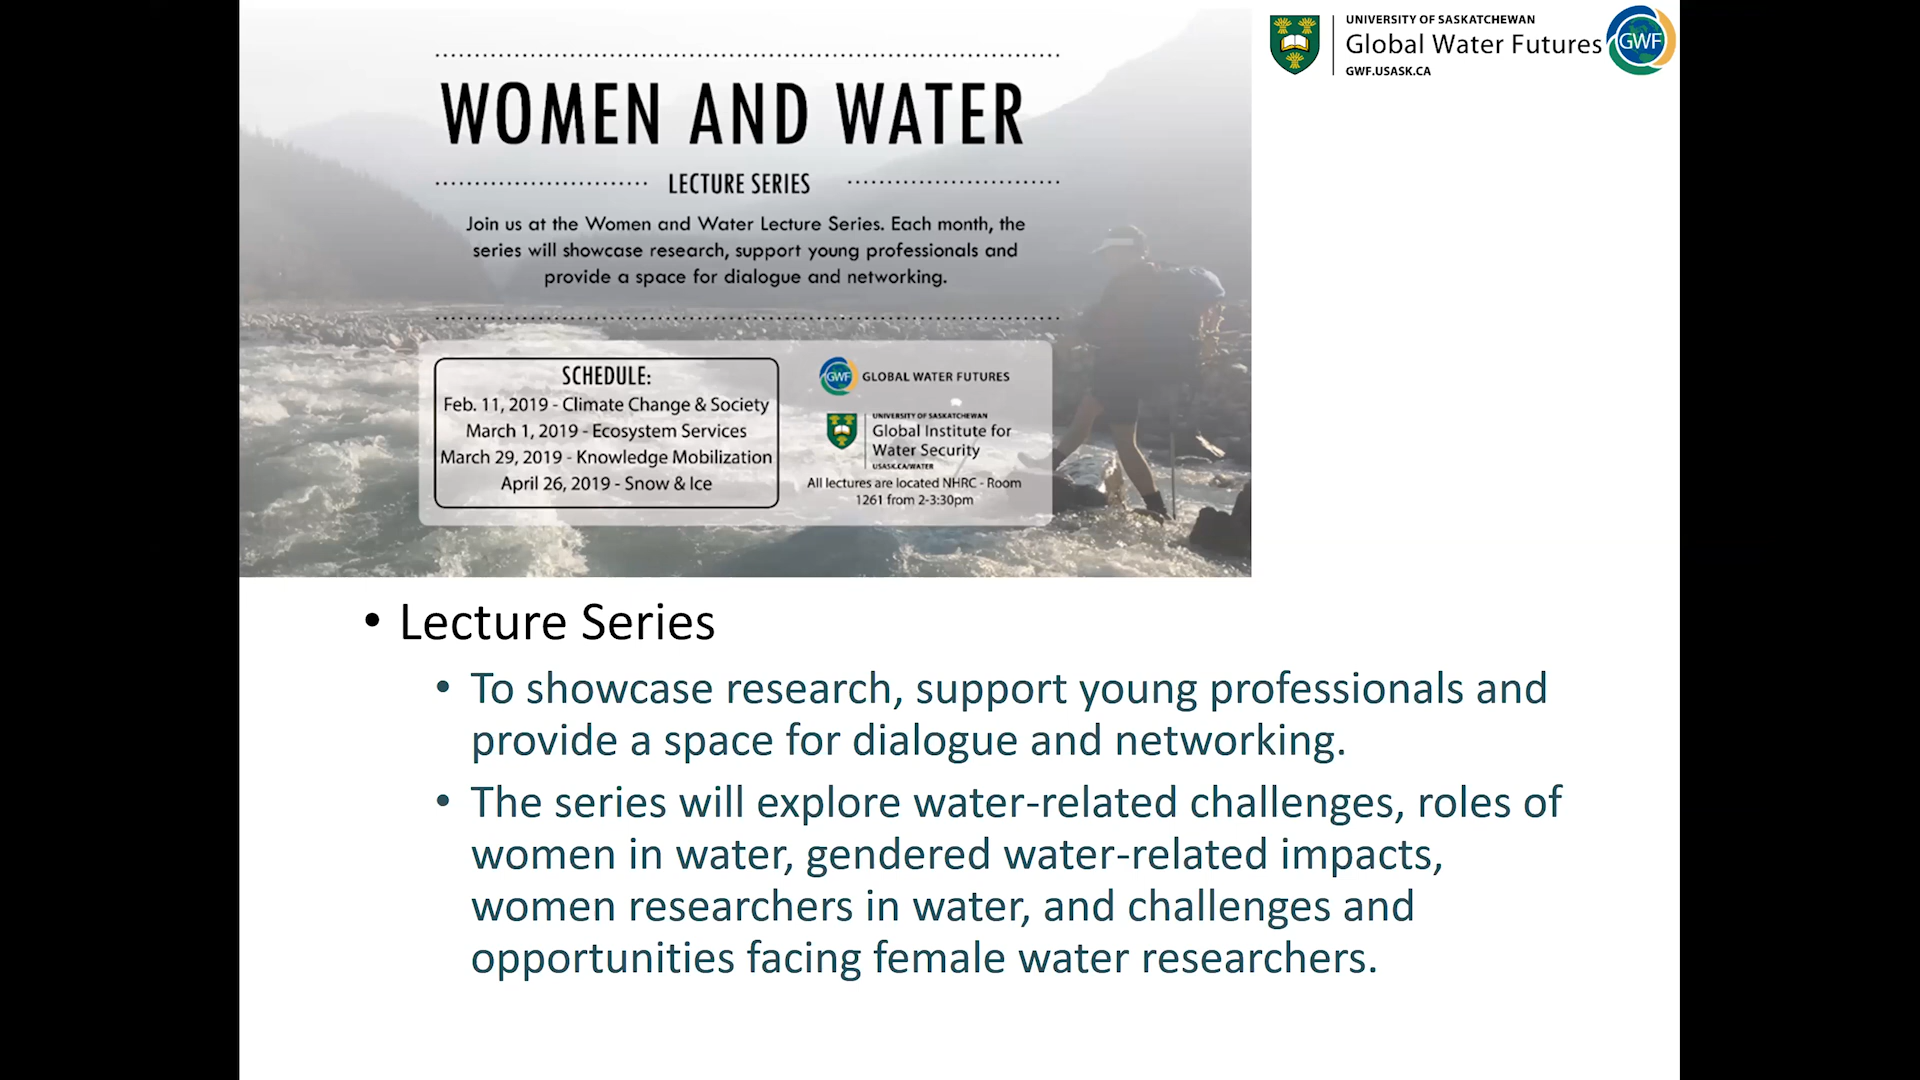 WOMEN AND WATER
LECTURE SERIES
Join us at the Women and Water Lecture Series. Each month, the
series will showcase research, support young professionals and
provide a space for dialogue and networking.
SCHEDULE:
Feb. 11, 2019 - Climate Change & Society
March 1, 2019 - Ecosystem Services
March 29, 2019 - Knowledge Mobilization
April 26, 2019 - Snow & Ice
GWF GLOBAL WATER FUTURES
UNIVERSITY OF SASKATCHEWAN
Global Institute for
Water Security
USASK.CA/WATER
All lectures are located NHRC - Room
1261 from 2-3:30pm
UNIVERSITY OF SASKATCHEWAN
Global Water Futures
GWF.USASK.CA
GWF
• Lecture Series
• To showcase research, support young professionals and
provide a space for dialogue and networking.
• The series will explore water-related challenges, roles of
women in water, gendered water-related impacts,
women researchers in water, and challenges and
opportunities facing female water researchers.